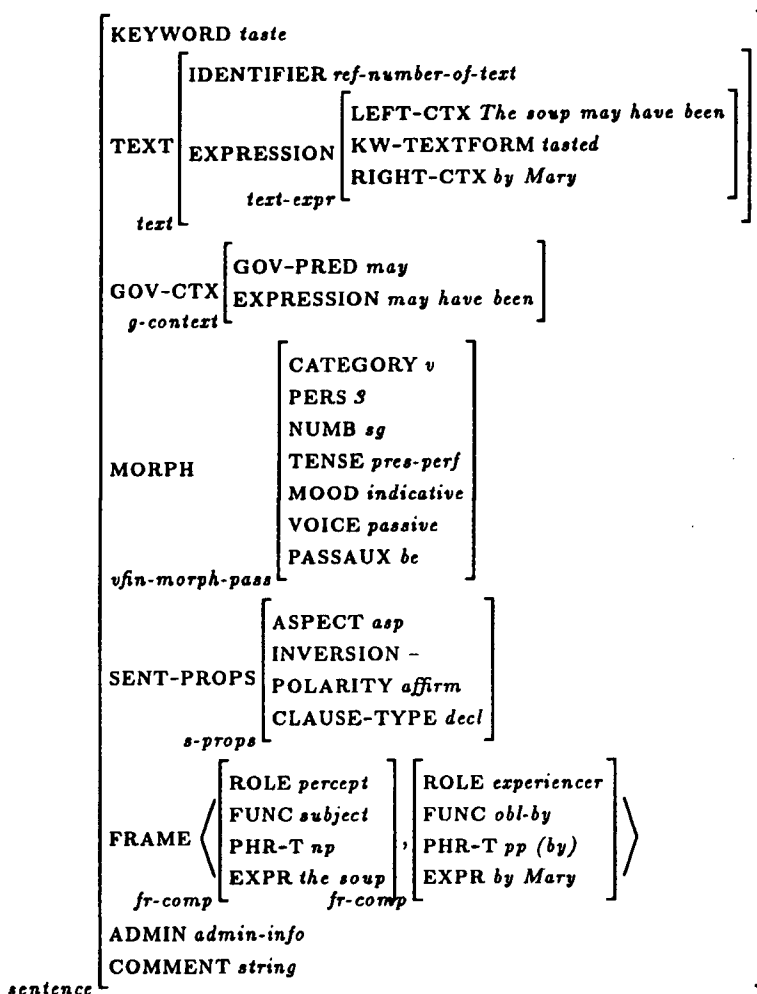 KEYWORD taste
IDENTIFIER ref-number-of-text
LEFT-CTX The soup may have been
TEXT EXPRESSION KW-TEXTFORM tasted
RIGHT-CTX by Mary
text-expr
text
GOV-PRED may
GOV-CTX EXPRESSION may have been
g-context
CATEGORY v
PERS 3
NUMB sg
TENSE pres-perf
MORPH MOOD indicative
VOICE passive
PASSAUX be
vfin-morph-pass
ASPECT asp
INVERSION -
SENT-PROPS POLARITY affirm
CLAUSE-TYPE decl
s-props
ROLE percept ROLE experiencer
FUNC subject FUNC obl-by
FRAME < PHR-T np , PHR-T pp (by) >
EXPR the soup EXPR by Mary
fr-comp fr-comp
ADMIN admin-info
COMMENT string
sentence